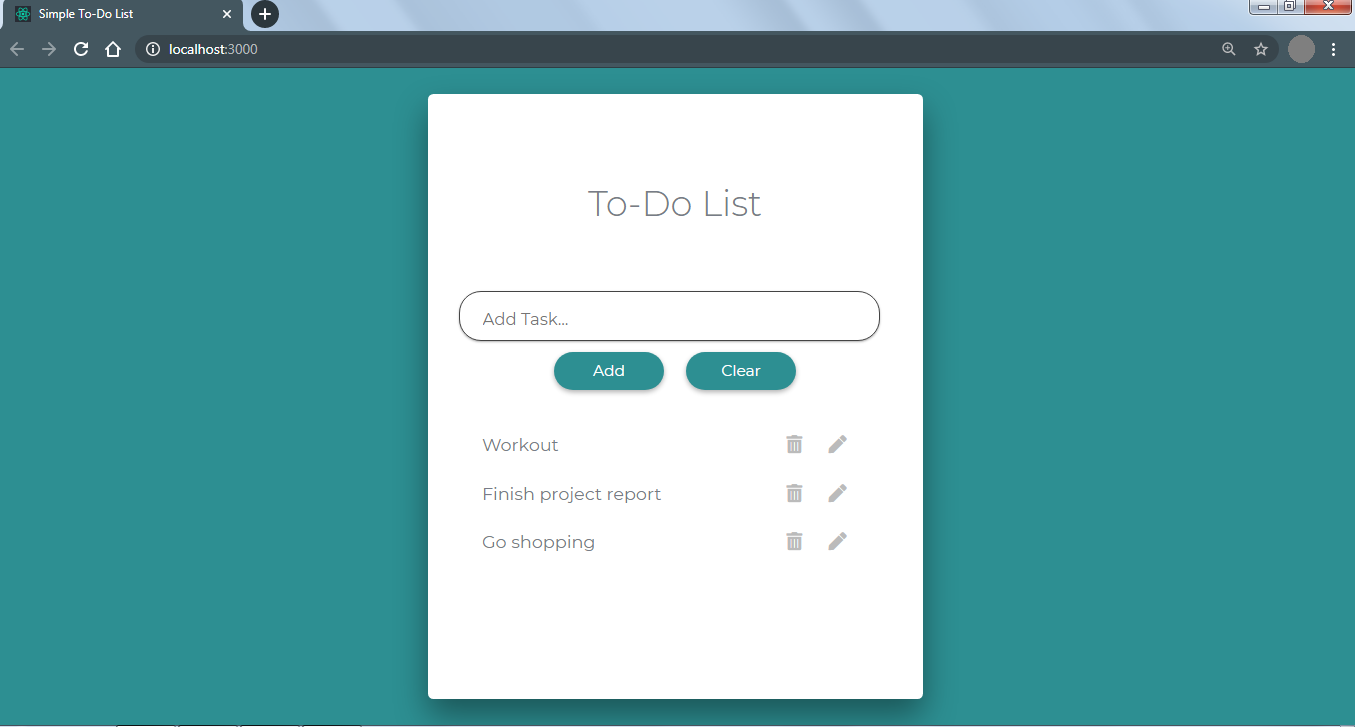 Simple To-Do List
localhost:3000
To-Do List
Add Task...
Add Clear
Workout
Finish project report
Go shopping